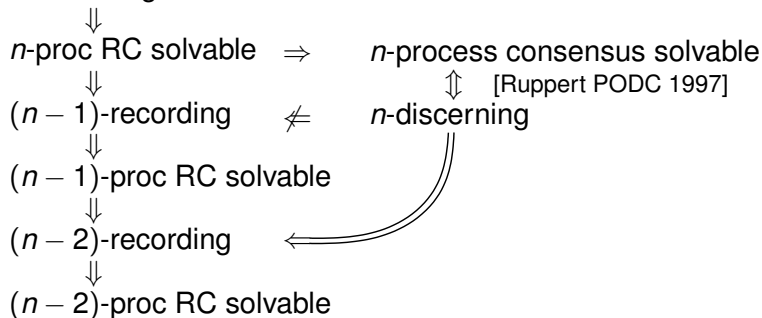 ⇓
n-proc RC solvable ⇒ n-process consensus solvable
⇓ ⇕ [Ruppert PODC 1997]
(n − 1)-recording ⇍ n-discerning
⇓
(n − 1)-proc RC solvable
⇓
(n − 2)-recording ⇐
⇓
(n − 2)-proc RC solvable